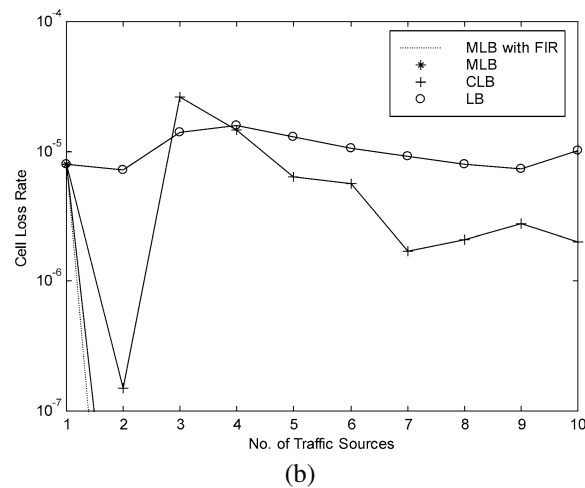 10^-4
MLB with FIR
MLB
CLB
LB
10^-5
Cell Loss Rate
10^-6
10^-7
1 2 3 4 5 6 7 8 9 10
No. of Traffic Sources
(b)